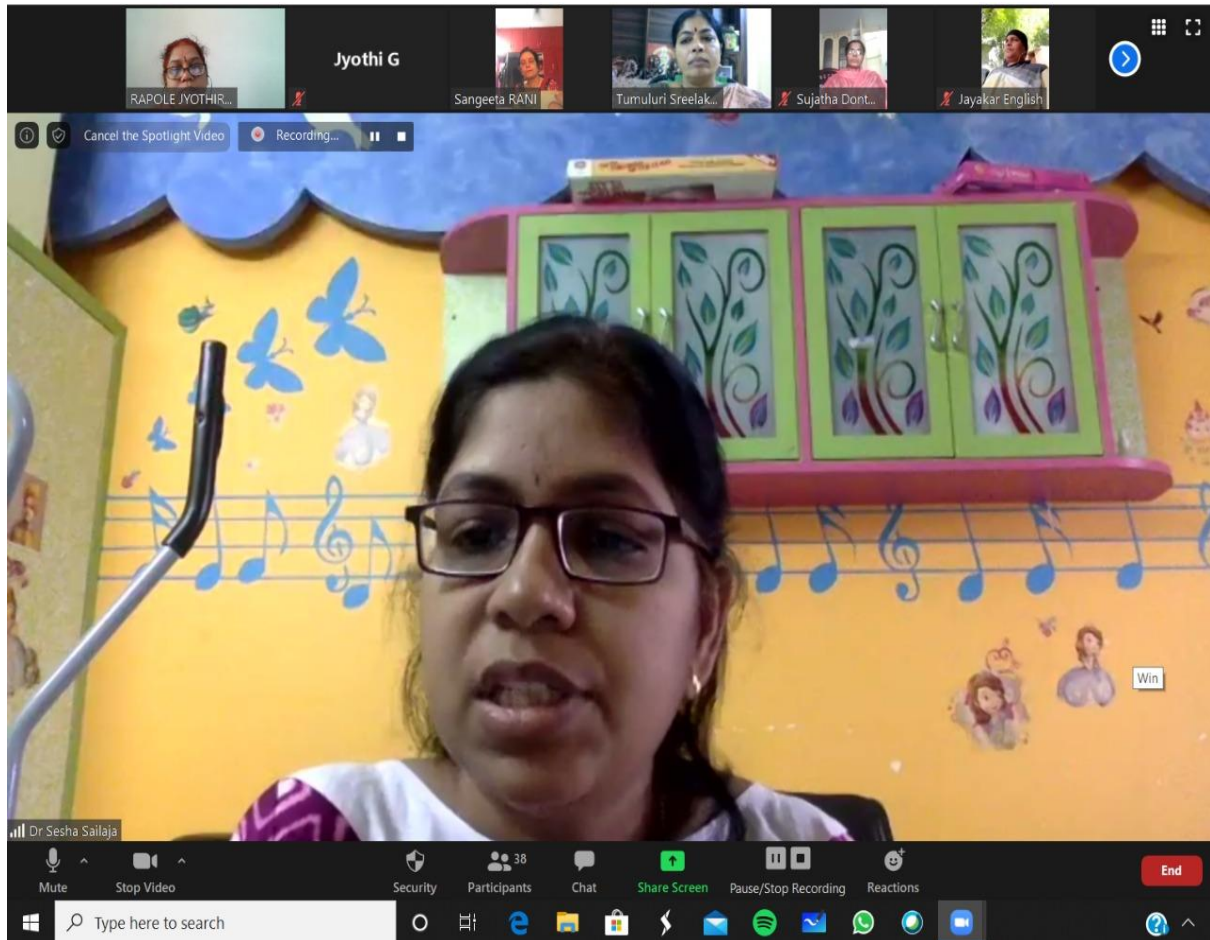 Jyothi G
RAPOLE JYOTHIR...
Sangeeta RANI
Tumuluri Sreelak...
Sujatha Dont...
Jayakar English
Cancel the Spotlight Video
Recording...
Win
Dr Sesha Sailaja
38
Mute
Stop Video
Security
Participants
Chat
Share Screen
Pause/Stop Recording
Reactions
End
Type here to search